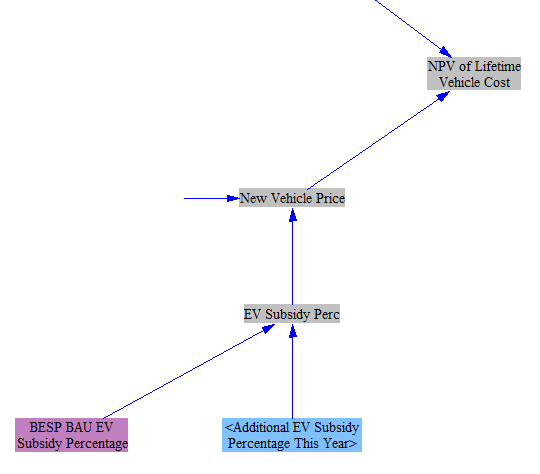 NPV of Lifetime
Vehicle Cost
New Vehicle Price
EV Subsidy Perc
BESP BAU EV
Subsidy Percentage
<Additional EV Subsidy
Percentage This Year>